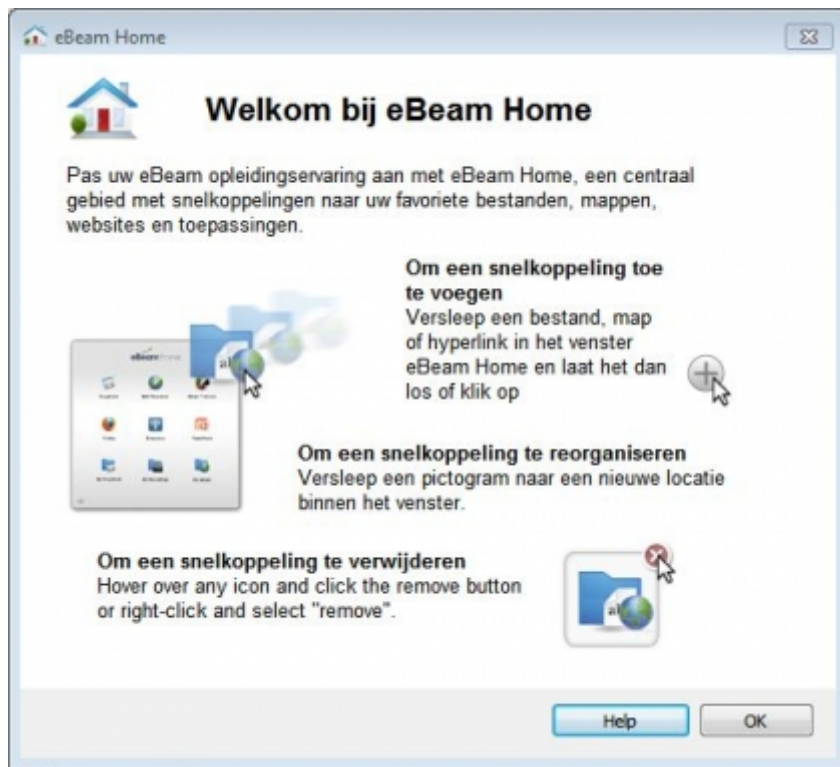 eBeam Home
Welkom bij eBeam Home
Pas uw eBeam opleidingservaring aan met eBeam Home, een centraal
gebied met snelkoppelingen naar uw favoriete bestanden, mappen,
websites en toepassingen.
Om een snelkoppeling toe
te voegen
Versleep een bestand, map
of hyperlink in het venster
eBeam Home en laat het dan
los of klik op
Om een snelkoppeling te reorganiseren
Versleep een pictogram naar een nieuwe locatie
binnen het venster.
Om een snelkoppeling te verwijderen
Hover over any icon and click the remove button
or right-click and select "remove".
Help
OK